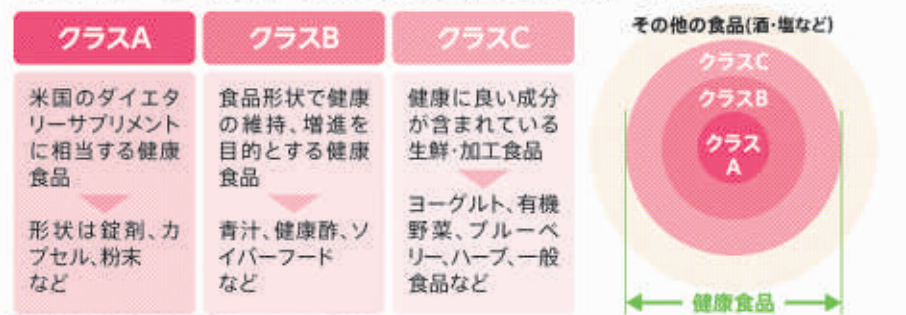 クラスA
米国のダイエタ
リーサプリメント
に相当する健康
食品
形状は錠剤、カ
プセル、粉末
など
クラスB
食品形状で健康
の維持、増進を
目的とする健康
食品
青汁、健康酢、ソ
イバーフード
など
クラスC
健康に良い成分
が含まれている
生鮮・加工食品
ヨーグルト、有機
野菜、ブルーベ
リー、ハーブ、一般
食品など
その他の食品(酒・塩など)
クラスC
クラスB
クラス
A
健康食品